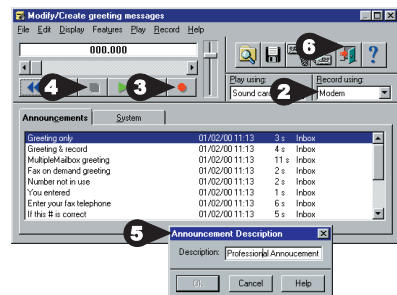 Modify/Create greeting messages
File Edit Display Features Play Record Help
000.000
6
?
4
3
Play using:
Record using:
Sound car
2
Modem
Announcements
System
Greeting only 01/02/00 11:13 3 s Inbox
Greeting & record 01/02/00 11:13 4 s Inbox
MultipleMailbox greeting 01/02/00 11:13 11 s Inbox
Fax on demand greeting 01/02/00 11:13 2 s Inbox
Number not in use 01/02/00 11:13 2 s Inbox
You entered 01/02/00 11:13 1 s Inbox
Enter your fax telephone 01/02/00 11:13 6 s Inbox
If this # is correct 01/02/00 11:13 5 s Inbox
5
Announcement Description
Description: Professional Annoucement
Ok Cancel Help